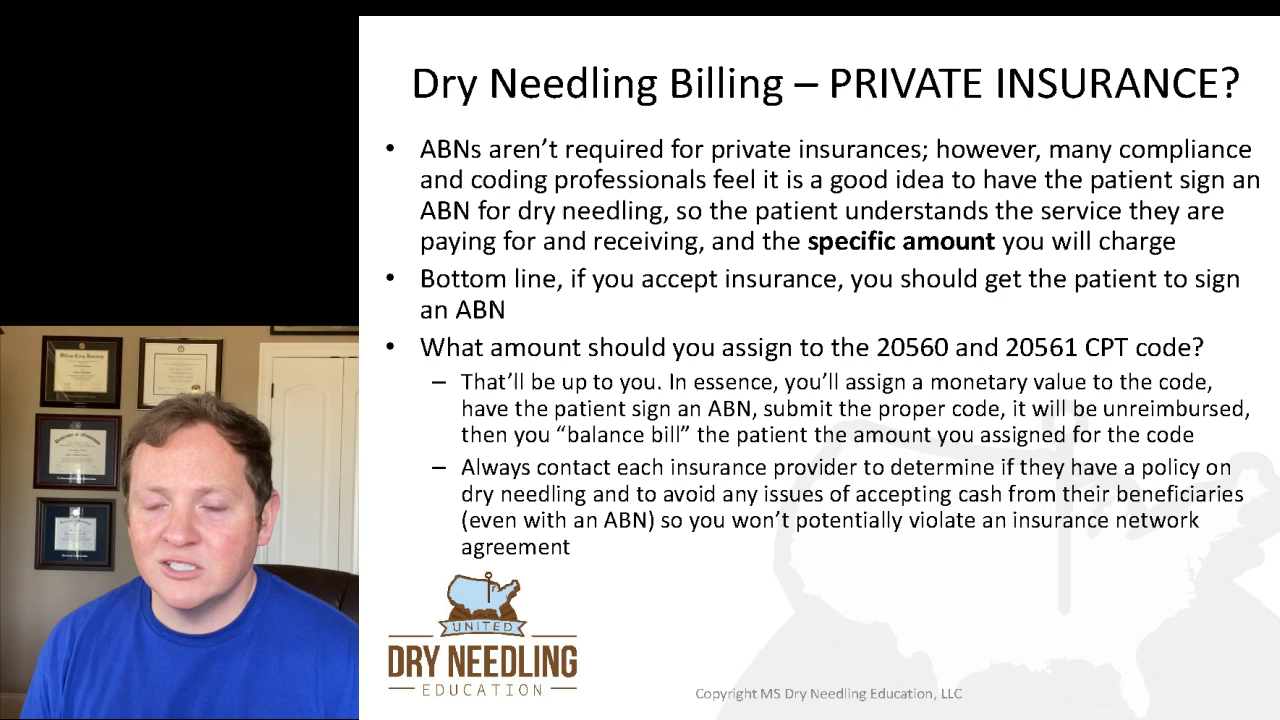 Dry Needling Billing – PRIVATE INSURANCE?
• ABNs aren’t required for private insurances; however, many compliance
and coding professionals feel it is a good idea to have the patient sign an
ABN for dry needling, so the patient understands the service they are
paying for and receiving, and the specific amount you will charge
• Bottom line, if you accept insurance, you should get the patient to sign
an ABN
• What amount should you assign to the 20560 and 20561 CPT code?
– That’ll be up to you. In essence, you’ll assign a monetary value to the code,
have the patient sign an ABN, submit the proper code, it will be unreimbursed,
then you “balance bill” the patient the amount you assigned for the code
– Always contact each insurance provider to determine if they have a policy on
dry needling and to avoid any issues of accepting cash from their beneficiaries
(even with an ABN) so you won’t potentially violate an insurance network
agreement
UNITED
DRY NEEDLING
EDUCATION
Copyright MS Dry Needling Education, LLC